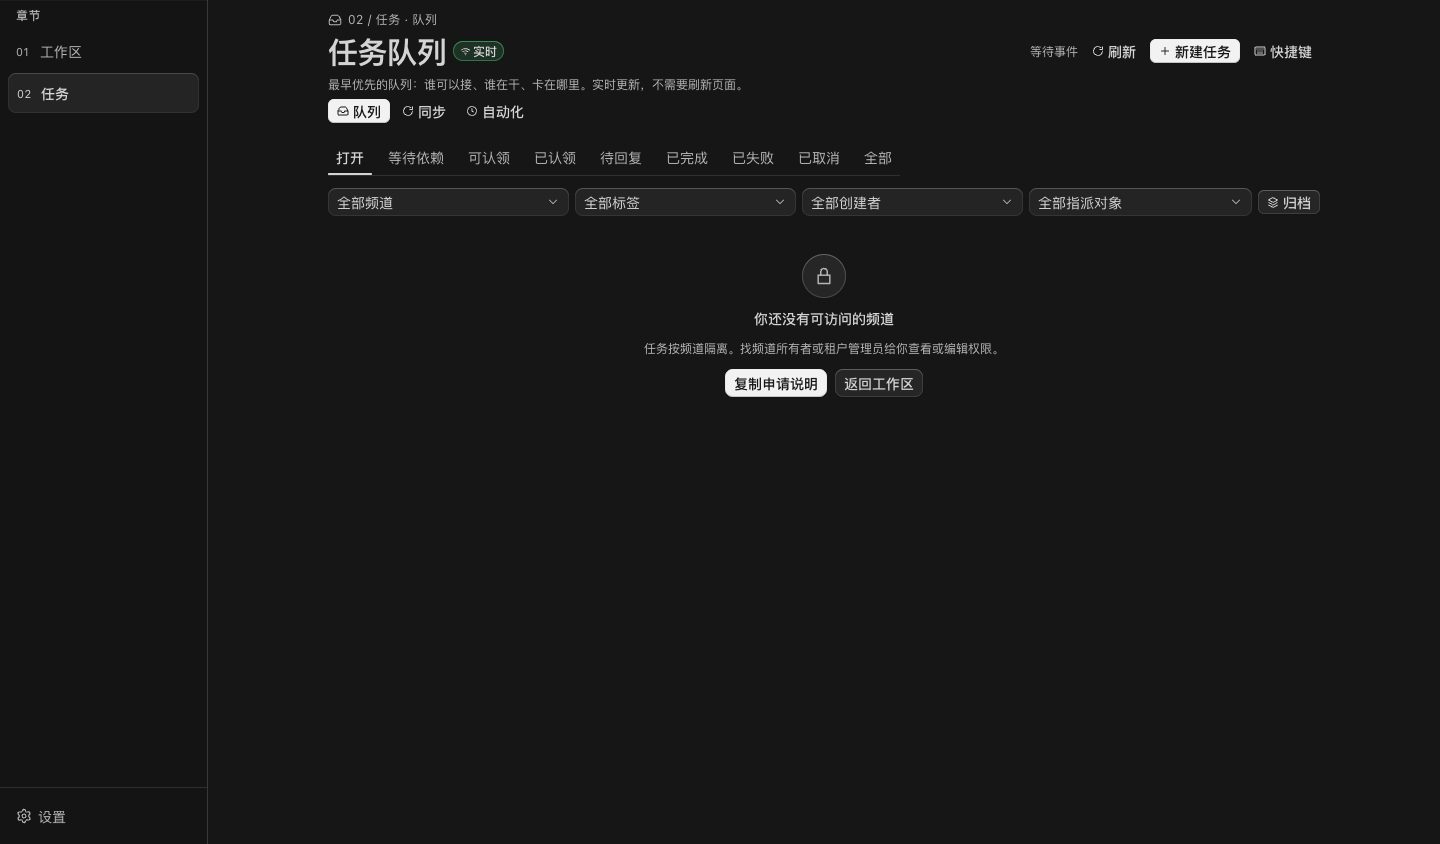 章节
01 工作区
02 任务
设置
02 / 任务 · 队列
任务队列 实时
等待事件 刷新 新建任务 快捷键
最早优先的队列：谁可以接、谁在干、卡在哪里。实时更新，不需要刷新页面。
队列 同步 自动化
打开 等待依赖 可认领 已认领 待回复 已完成 已失败 已取消 全部
全部频道 全部标签 全部创建者 全部指派对象 归档
你还没有可访问的频道
任务按频道隔离。找频道所有者或租户管理员给你查看或编辑权限。
复制申请说明 返回工作区